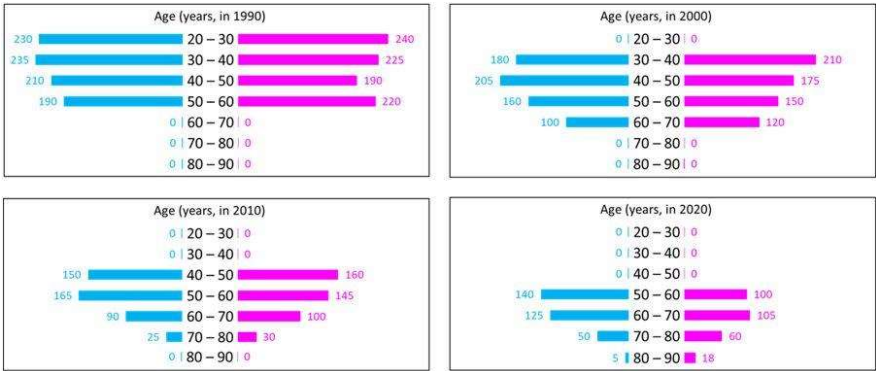 Age (years, in 1990)
230 20 – 30 240
235 30 – 40 225
210 40 – 50 190
190 50 – 60 220
0 60 – 70 0
0 70 – 80 0
0 80 – 90 0
Age (years, in 2000)
0 20 – 30 0
180 30 – 40 210
205 40 – 50 175
160 50 – 60 150
100 60 – 70 120
0 70 – 80 0
0 80 – 90 0
Age (years, in 2010)
0 20 – 30 0
0 30 – 40 0
150 40 – 50 160
165 50 – 60 145
90 60 – 70 100
25 70 – 80 30
0 80 – 90 0
Age (years, in 2020)
0 20 – 30 0
0 30 – 40 0
0 40 – 50 0
140 50 – 60 100
125 60 – 70 105
50 70 – 80 60
5 80 – 90 18